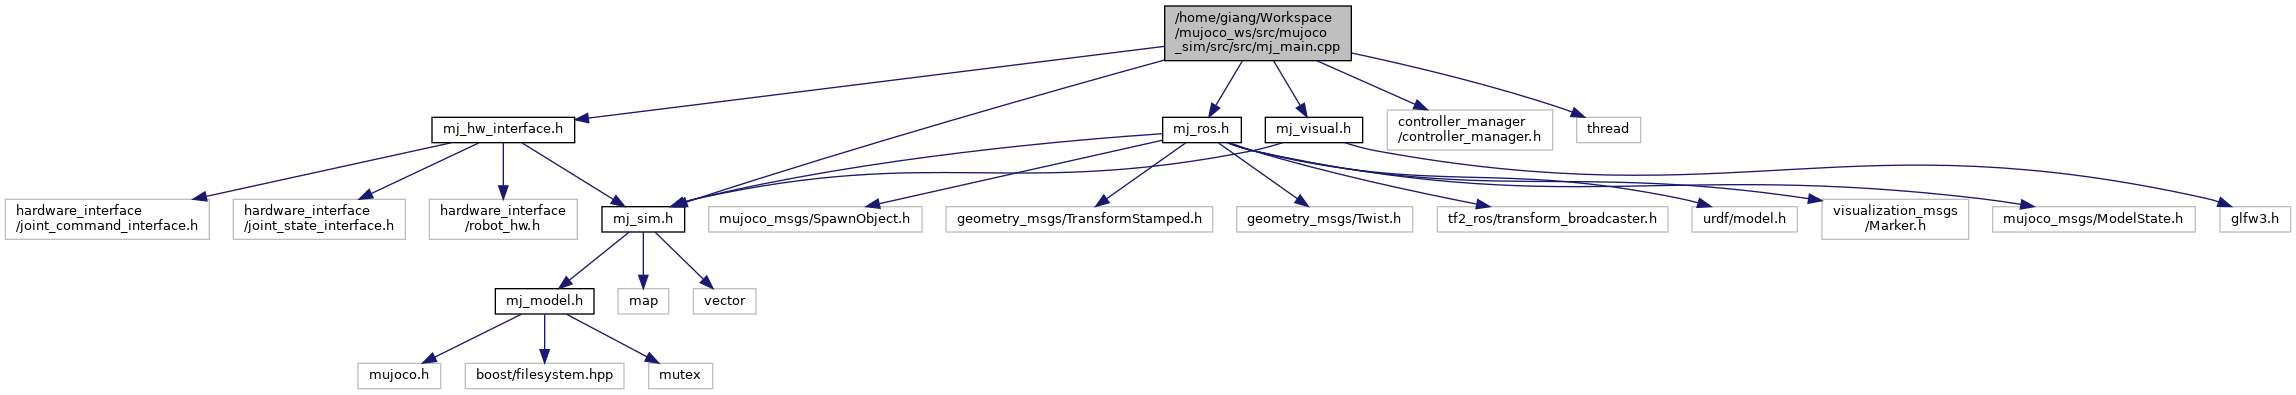 /home/giang/Workspace
/mujoco_ws/src/mujoco
_sim/src/src/mj_main.cpp
mj_hw_interface.h
mj_ros.h
mj_visual.h
controller_manager
/controller_manager.h
thread
hardware_interface
/joint_command_interface.h
hardware_interface
/joint_state_interface.h
hardware_interface
/robot_hw.h
mj_sim.h
mujoco_msgs/SpawnObject.h
geometry_msgs/TransformStamped.h
geometry_msgs/Twist.h
tf2_ros/transform_broadcaster.h
urdf/model.h
visualization_msgs
/Marker.h
mujoco_msgs/ModelState.h
glfw3.h
mj_model.h
map
vector
mujoco.h
boost/filesystem.hpp
mutex